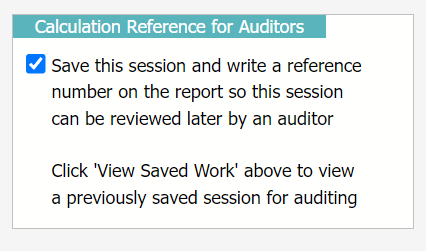 Calculation Reference for Auditors
Save this session and write a reference
number on the report so this session
can be reviewed later by an auditor
Click 'View Saved Work' above to view
a previously saved session for auditing